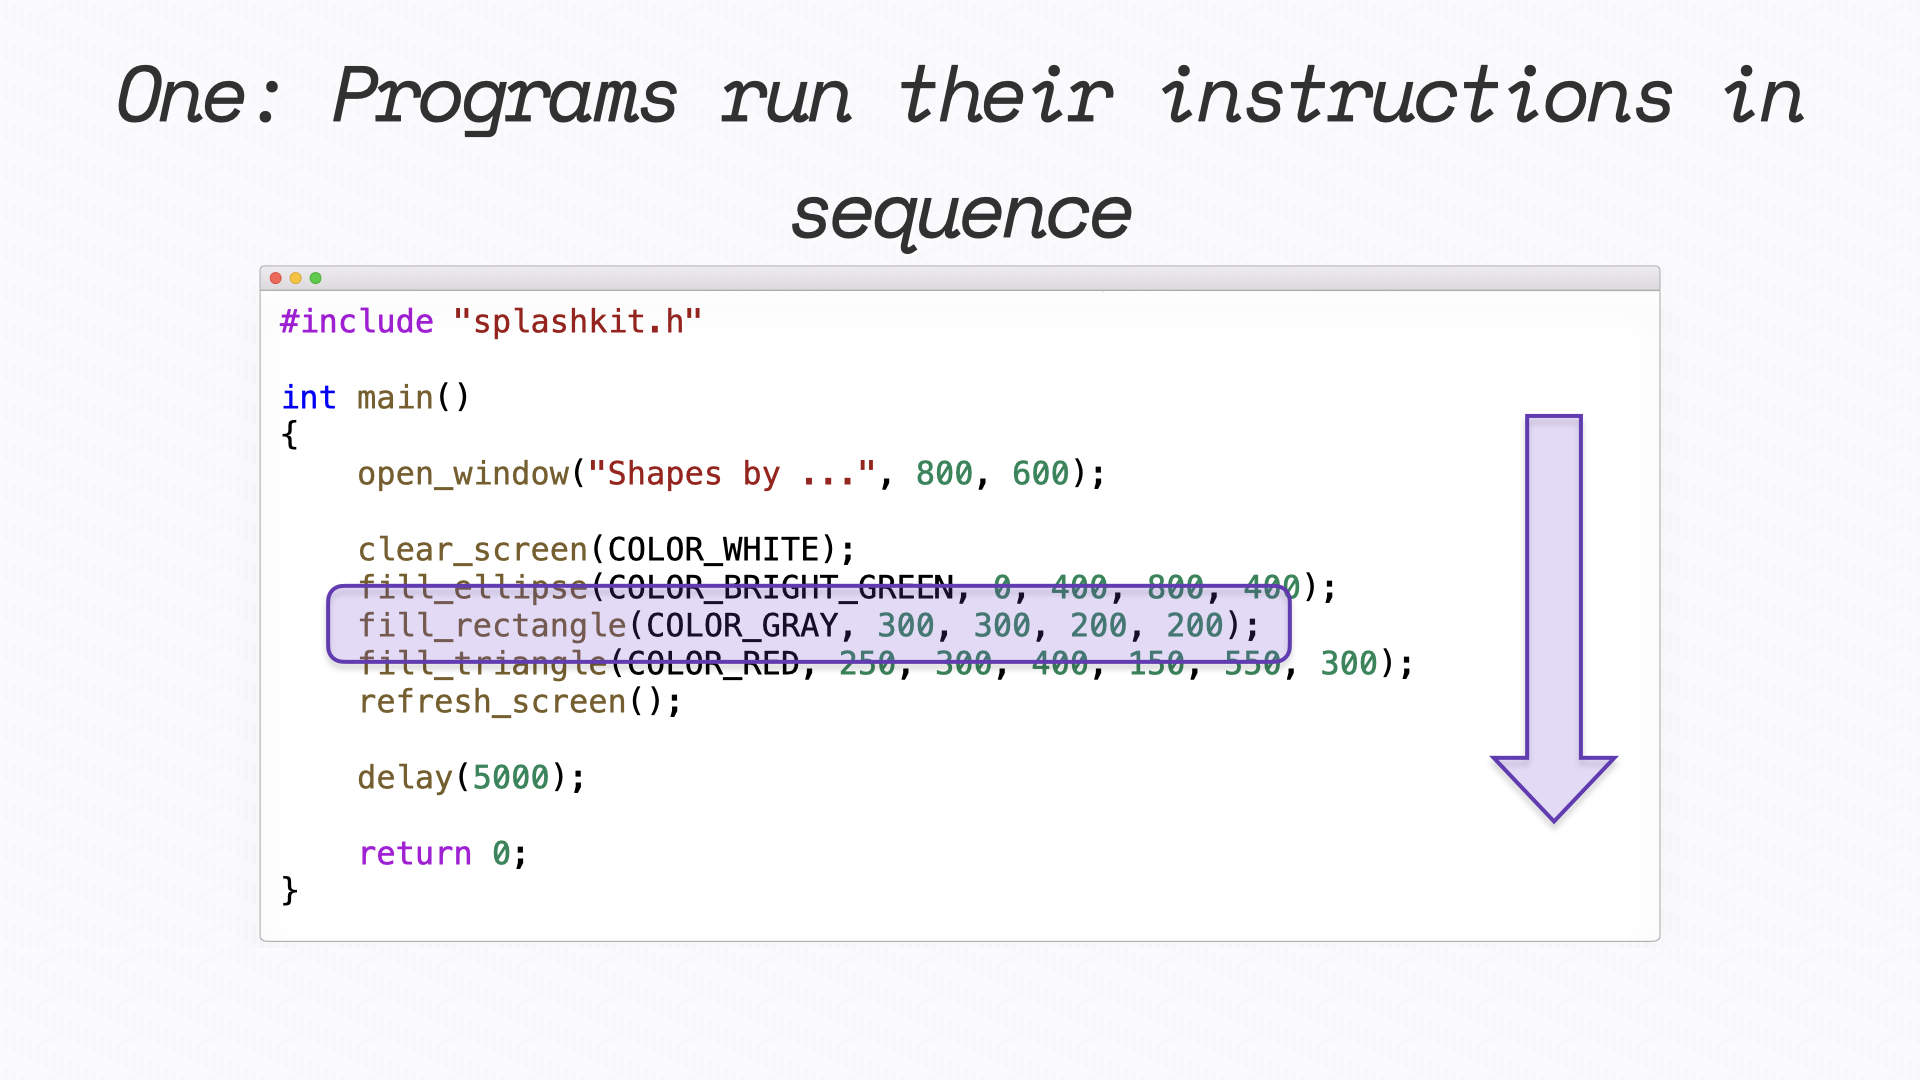 One: Programs run their instructions in
sequence
#include "splashkit.h"
int main()
{
    open_window("Shapes by ...", 800, 600);
    clear_screen(COLOR_WHITE);
    fill_ellipse(COLOR_BRIGHT_GREEN, 0, 400, 800, 400);
    fill_rectangle(COLOR_GRAY, 300, 300, 200, 200);
    fill_triangle(COLOR_RED, 250, 300, 400, 150, 550, 300);
    refresh_screen();
    delay(5000);
    return 0;
}